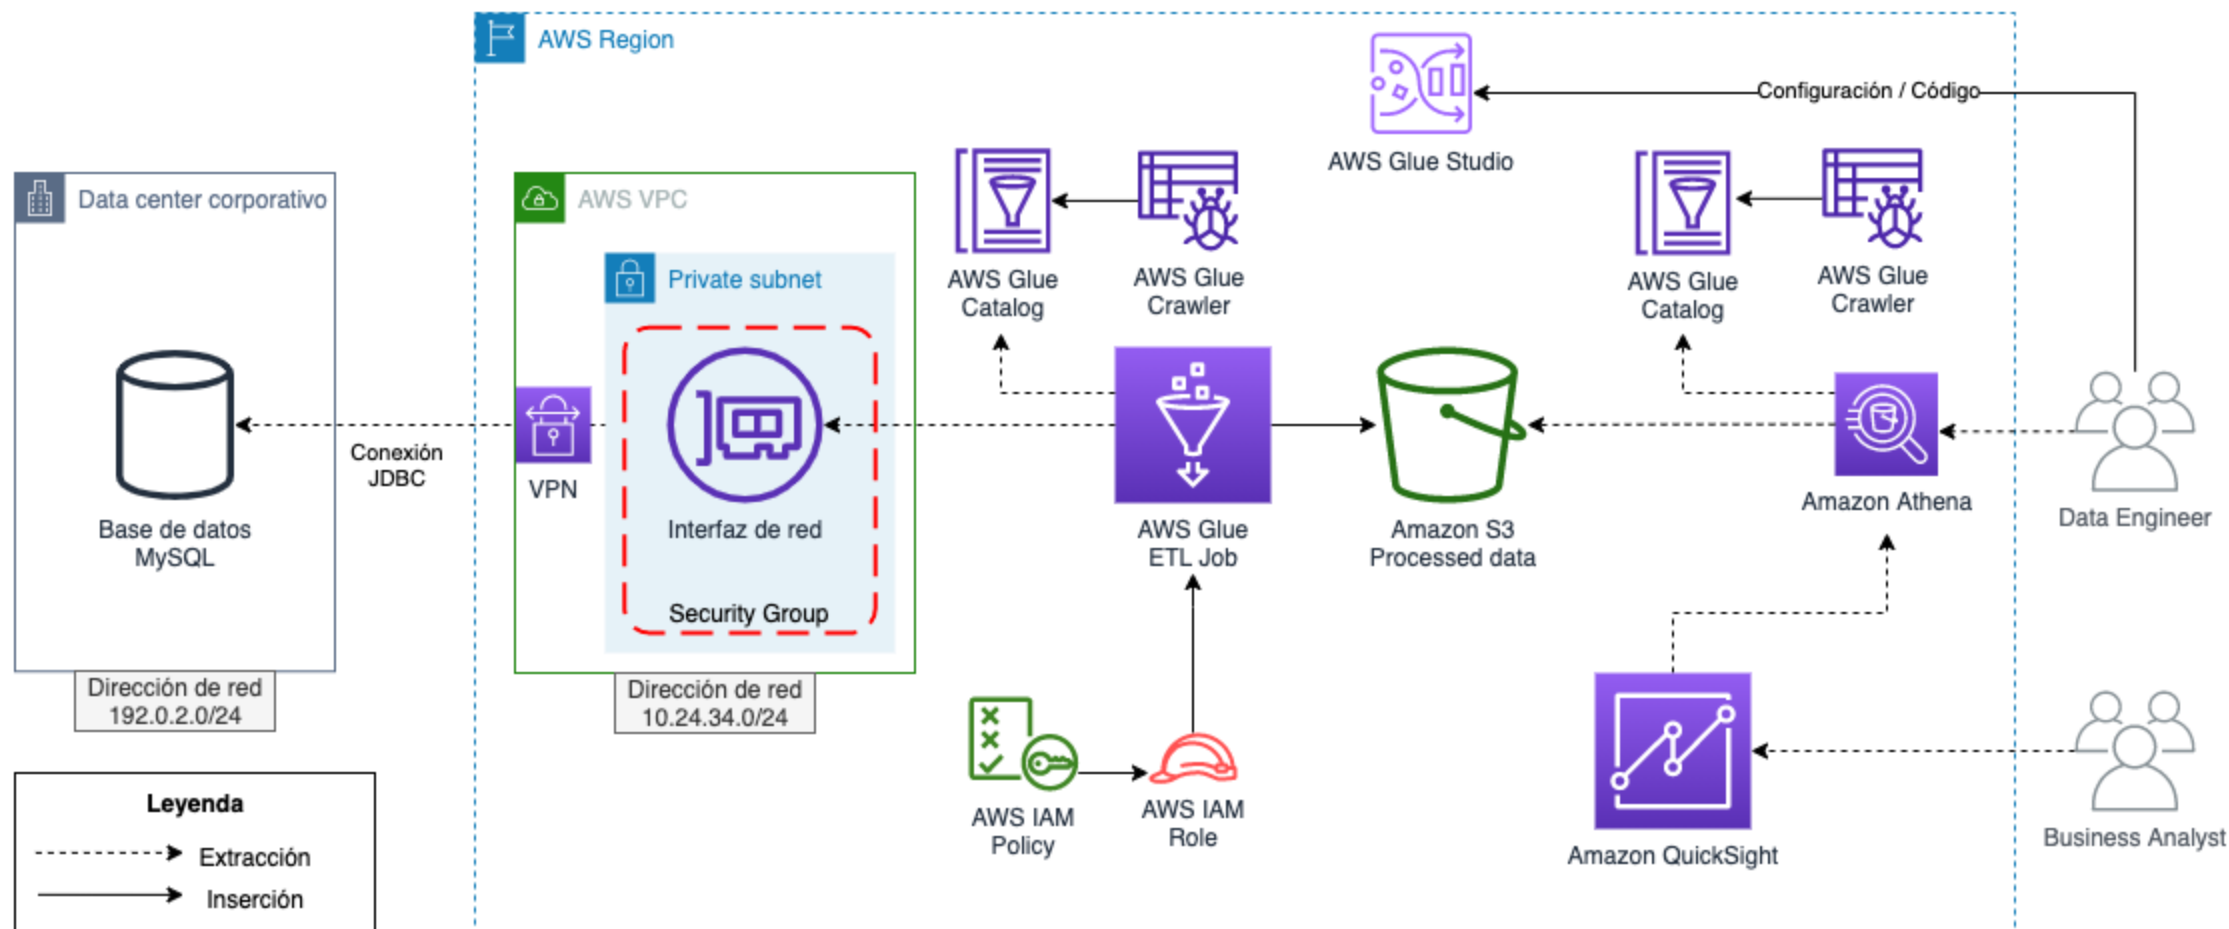 AWS Region
Configuración / Código
AWS Glue Studio
Data center corporativo
AWS VPC
Private subnet
AWS Glue
Catalog
AWS Glue
Crawler
AWS Glue
Catalog
AWS Glue
Crawler
Conexión
JDBC
VPN
Base de datos
MySQL
Interfaz de red
Security Group
AWS Glue
ETL Job
Amazon S3
Processed data
Amazon Athena
Data Engineer
Dirección de red
192.0.2.0/24
Dirección de red
10.24.34.0/24
AWS IAM
Policy
AWS IAM
Role
Amazon QuickSight
Business Analyst
Leyenda
Extracción
Inserción